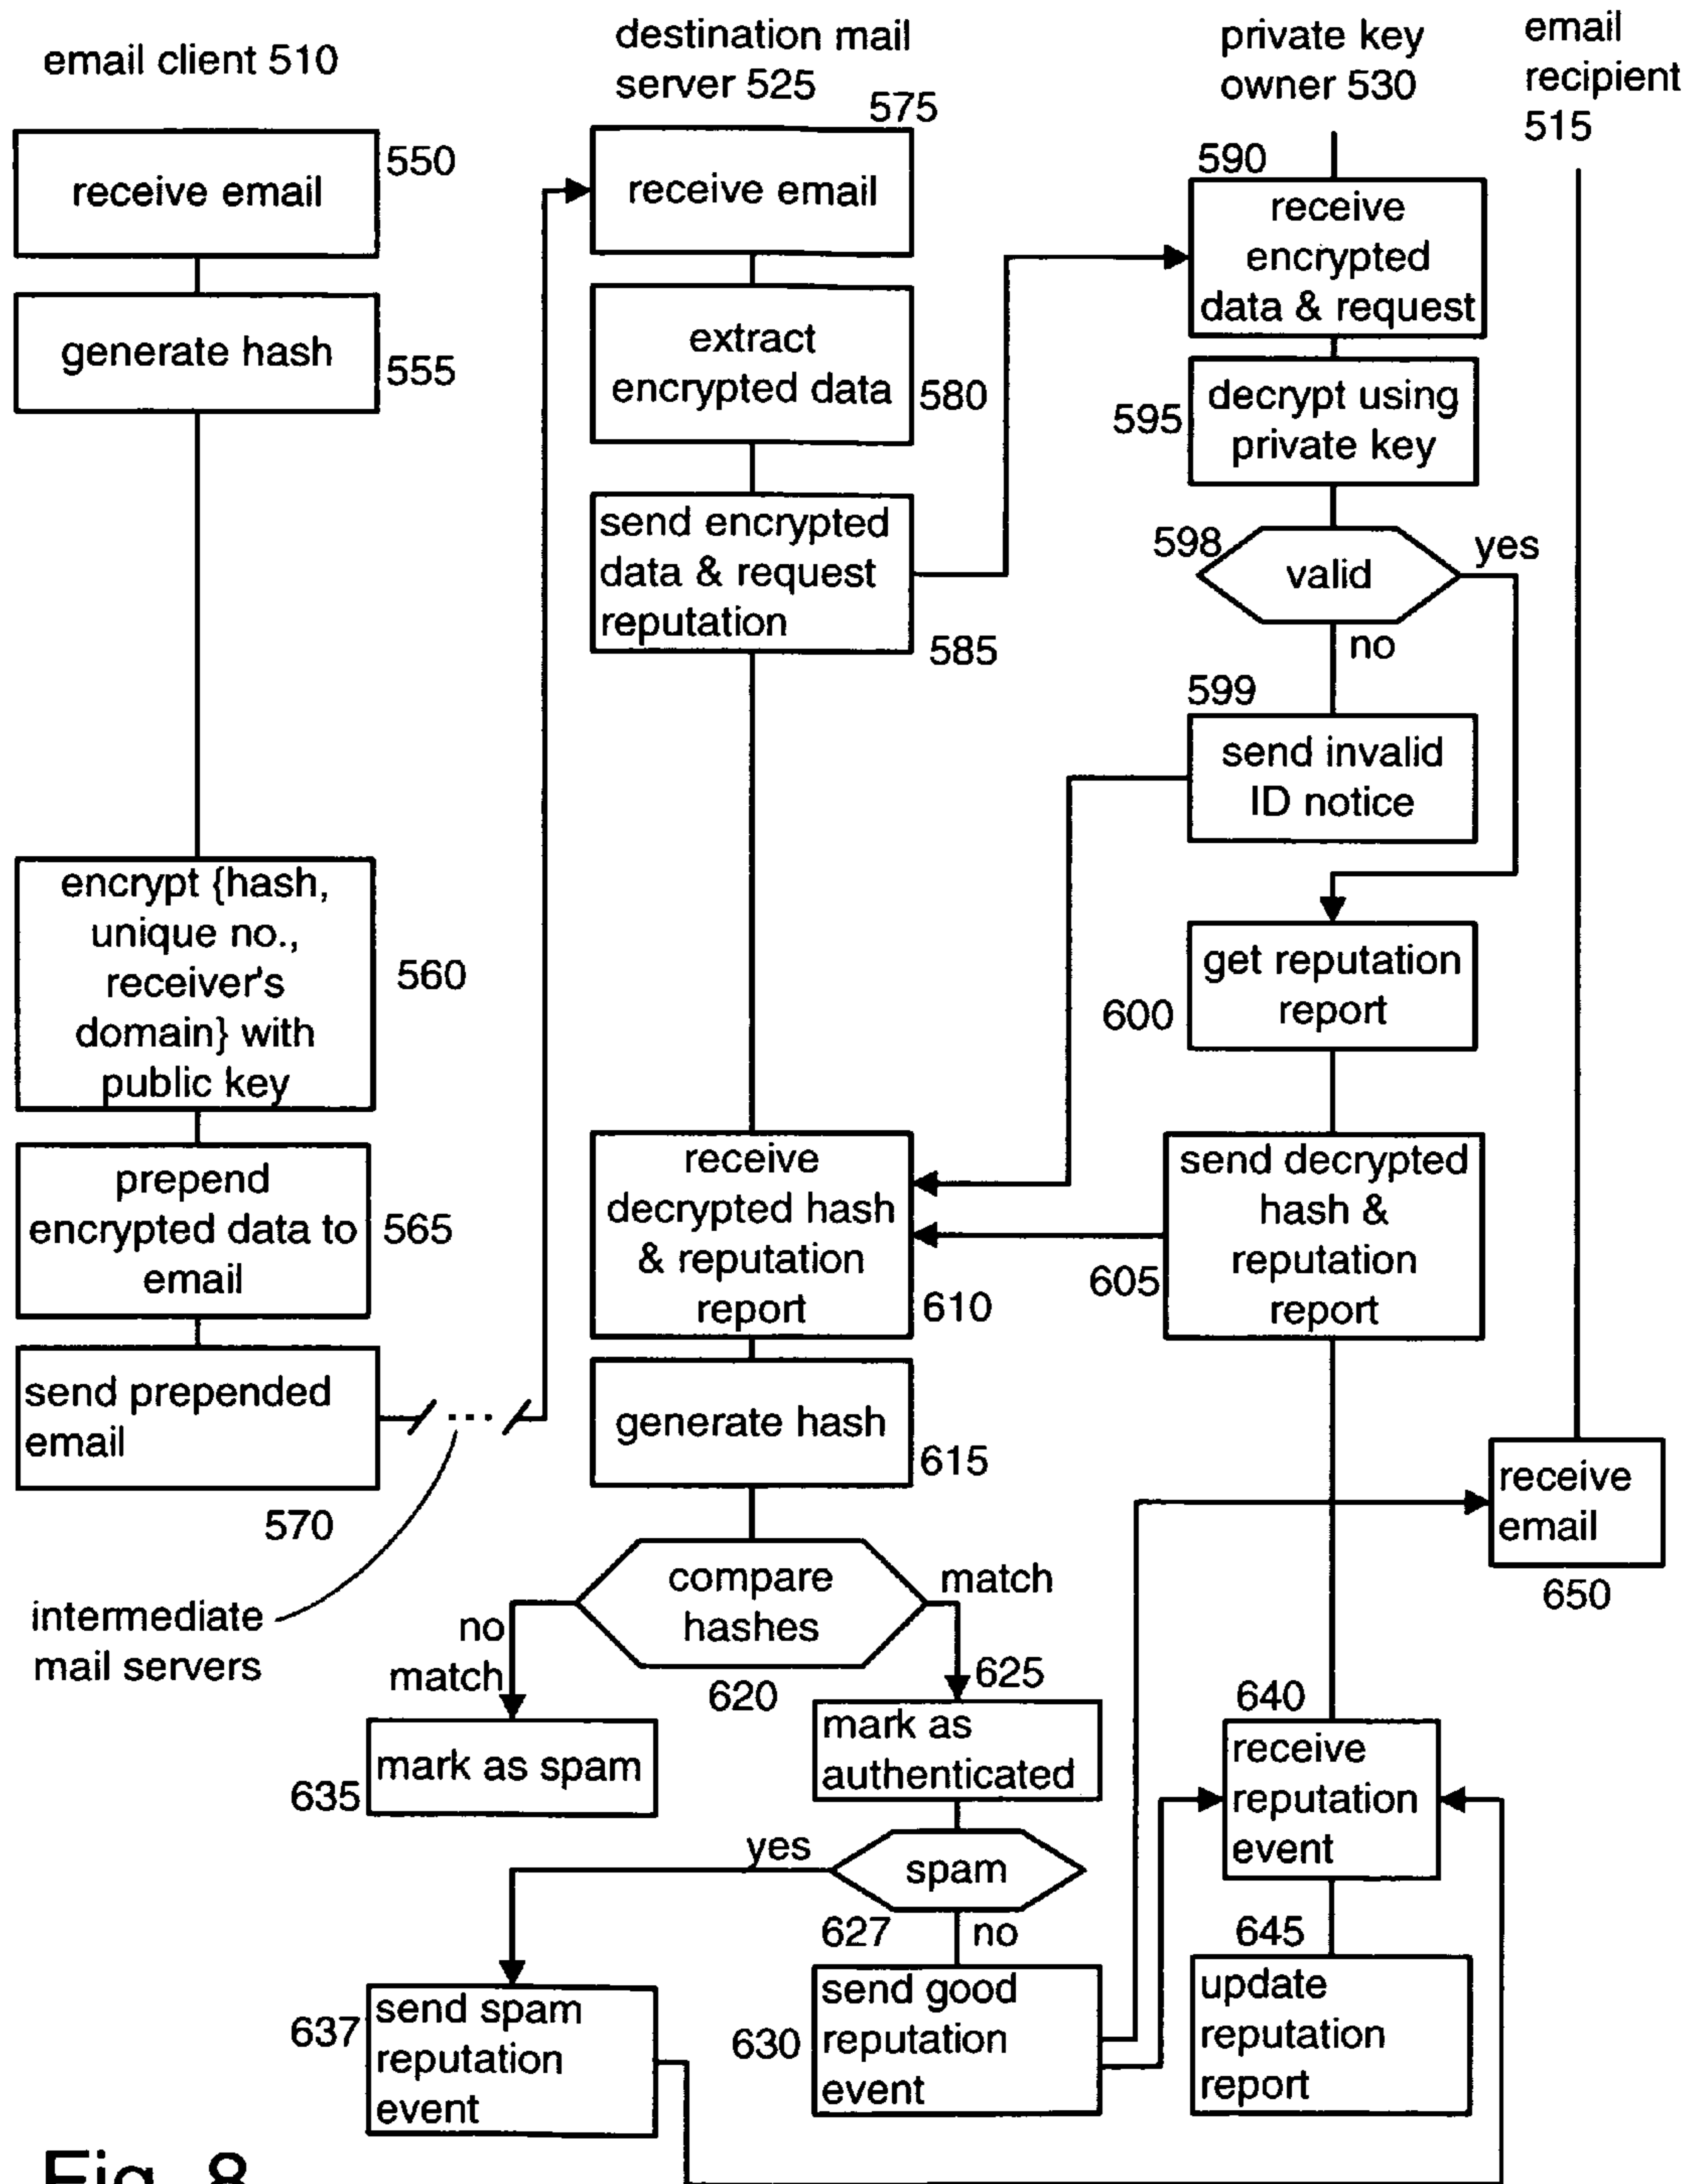 email client 510
destination mail
server 525
private key
owner 530
email
recipient
515
receive email
550
generate hash
555
encrypt {hash,
unique no.,
receiver's
domain} with
public key
560
prepend
encrypted data to
email
565
send prepended
email
570
intermediate
mail servers
575
receive email
extract
encrypted data
580
send encrypted
data & request
reputation
585
590
receive
encrypted
data & request
595
decrypt using
private key
598
valid
yes
no
599
send invalid
ID notice
600
get reputation
report
605
send decrypted
hash &
reputation
report
receive
decrypted hash
& reputation
report
610
generate hash
615
compare
hashes
620
match
no
match
625
mark as
authenticated
mark as spam
635
spam
627
yes
no
send spam
reputation
event
637
send good
reputation
event
630
640
receive
reputation
event
645
update
reputation
report
receive
email
650
Fig. 8